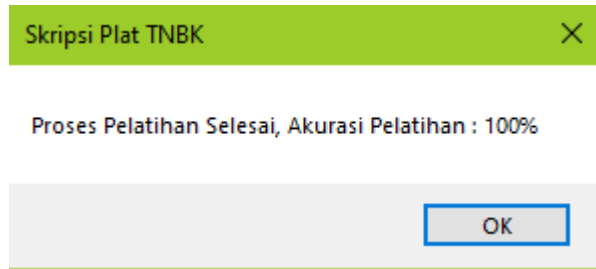 Skripsi Plat TNBK
Proses Pelatihan Selesai, Akurasi Pelatihan : 100%
OK